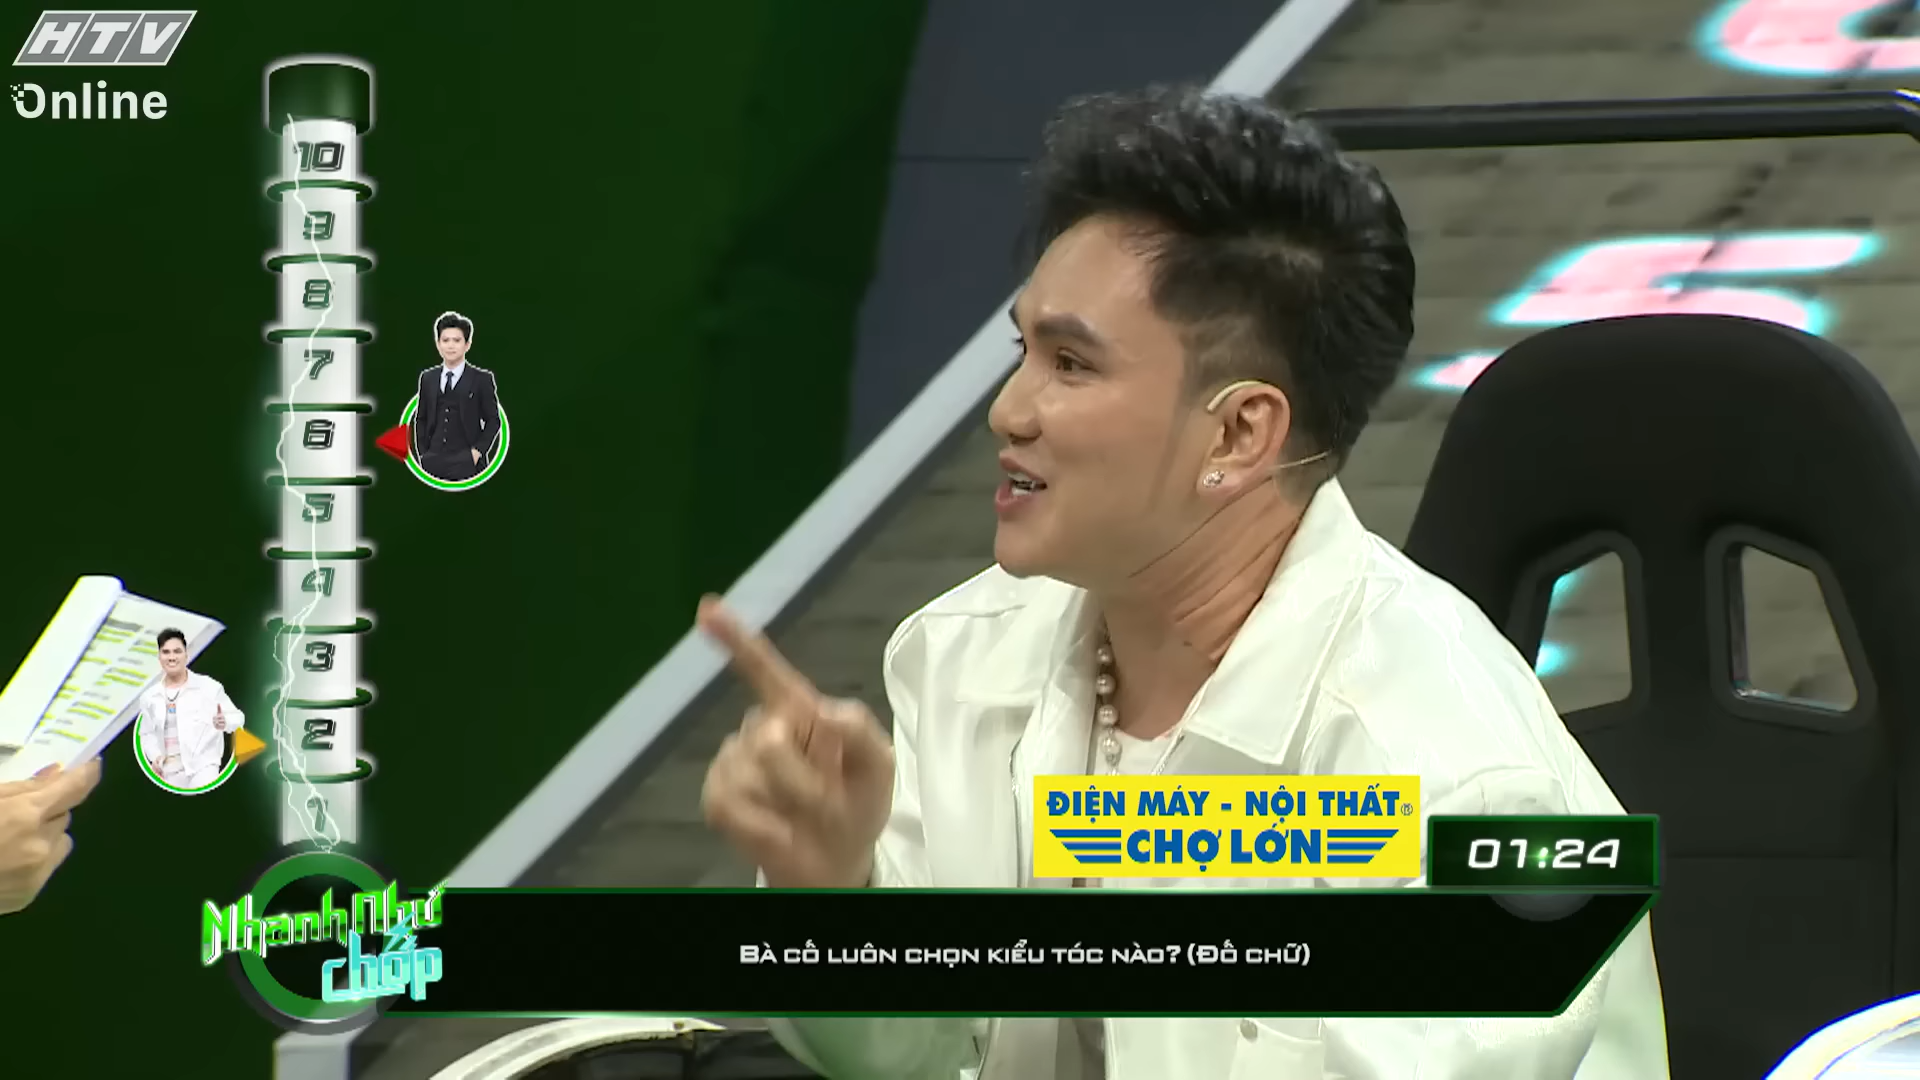 HTV
Online
10
9
8
7
6
5
4
3
2
1
ĐIỆN MÁY - NỘI THẤT®
CHỢ LỚN
01:24
Nhanh Như
chớp
Bà cố luôn chọn kiểu tóc nào? (Đố chữ)